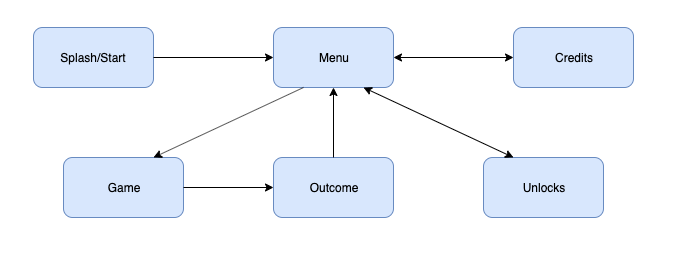 Splash/Start
Menu
Credits
Game
Outcome
Unlocks